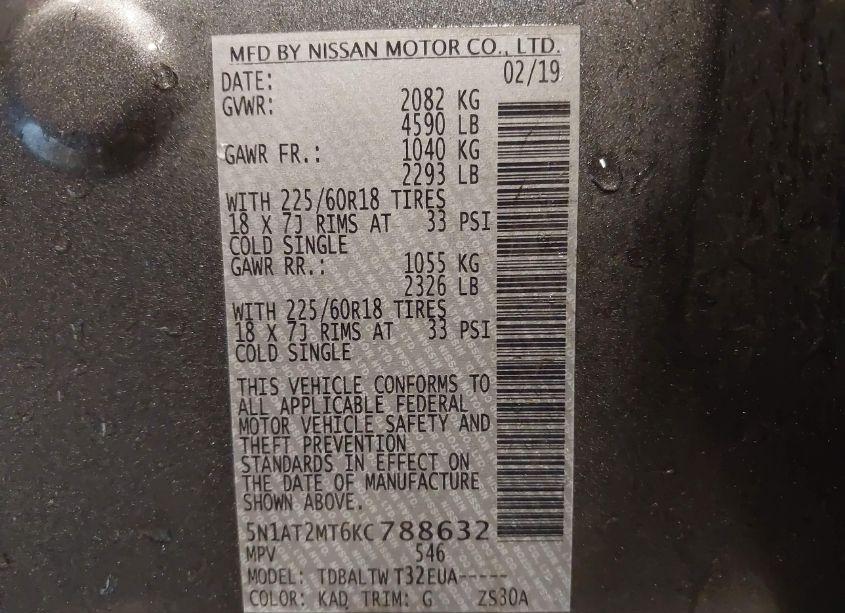 MFD BY NISSAN MOTOR CO., LTD.
DATE: 02/19
GVWR: 2082 KG
4590 LB
GAWR FR.: 1040 KG
2293 LB
WITH 225/60R18 TIRES
18 X 7J RIMS AT 33 PSI
COLD SINGLE
GAWR RR.: 1055 KG
2326 LB
WITH 225/60R18 TIRES
18 X 7J RIMS AT 33 PSI
COLD SINGLE
THIS VEHICLE CONFORMS TO
ALL APPLICABLE FEDERAL
MOTOR VEHICLE SAFETY AND
THEFT PREVENTION
STANDARDS IN EFFECT ON
THE DATE OF MANUFACTURE
SHOWN ABOVE.
5N1AT2MT6KC788632
MPV 546
MODEL: TDBALTW T32EUA-----
COLOR: KAD TRIM: G ZS30A